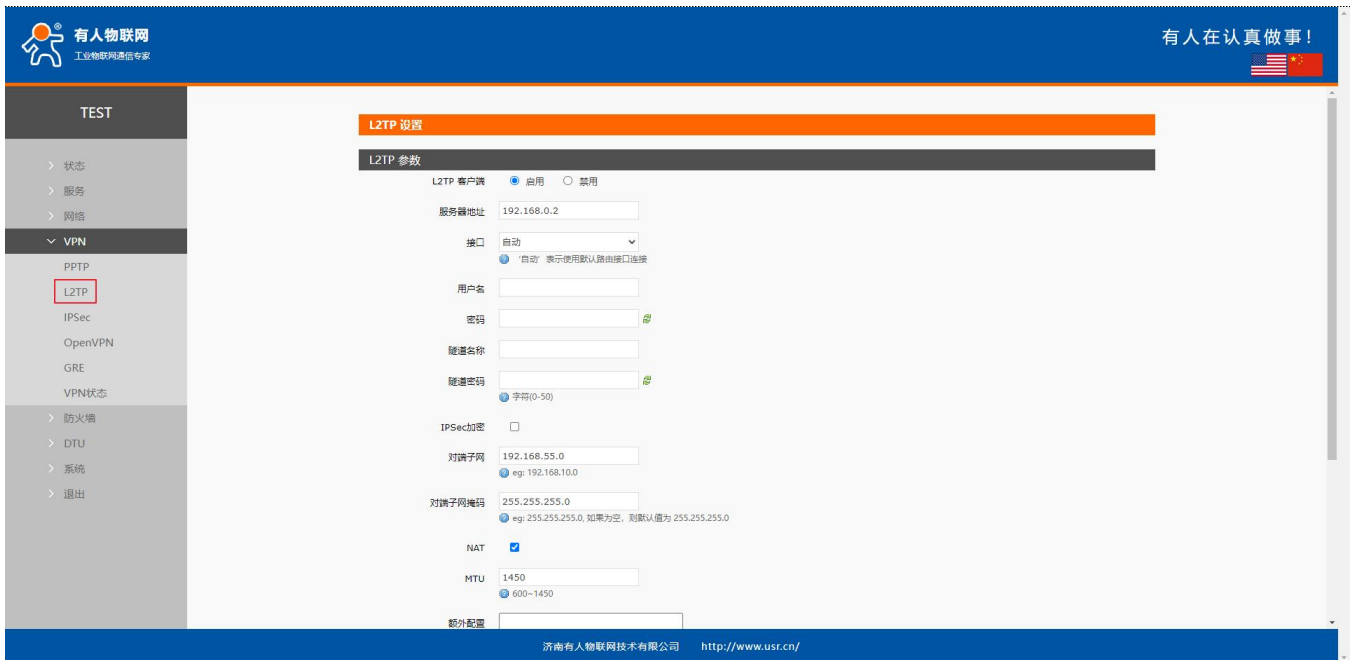 有人物联网
工业物联网通信专家
有人在认真做事！
TEST
状态
服务
网络
VPN
PPTP
L2TP
IPSec
OpenVPN
GRE
VPN状态
防火墙
DTU
系统
退出
L2TP 设置
L2TP 参数
L2TP 客户端 启用 禁用
服务器地址 192.168.0.2
接口 自动
'自动' 表示使用默认路由接口连接
用户名
密码
隧道名称
隧道密码
字符(0-50)
IPSec加密
对端子网 192.168.55.0
eg: 192.168.10.0
对端子网掩码 255.255.255.0
eg: 255.255.255.0, 如果为空，则默认值为 255.255.255.0
NAT
MTU 1450
600~1450
额外配置
济南有人物联网技术有限公司 http://www.usr.cn/